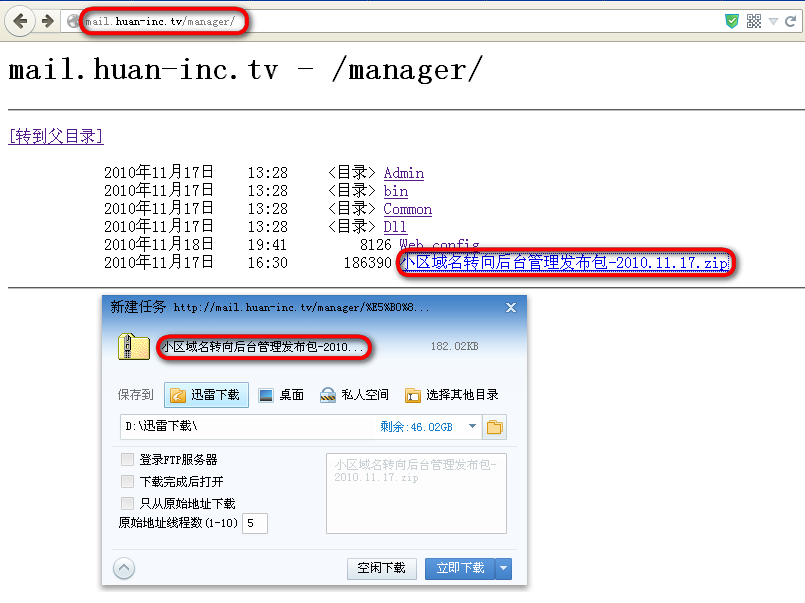 mail.huan-inc.tv/manager/
mail.huan-inc.tv - /manager/
[转到父目录]
2010年11月17日 13:28 <目录> Admin
2010年11月17日 13:28 <目录> bin
2010年11月17日 13:28 <目录> Common
2010年11月17日 13:28 <目录> Dll
2010年11月18日 19:41 8126 Web.config
2010年11月17日 16:30 186390 小区域名转向后台管理发布包-2010.11.17.zip
新建任务 http://mail.huan-inc.tv/manager/%E5%B0%8...
小区域名转向后台管理发布包-2010... 182.02KB
保存到 迅雷下载 桌面 私人空间 选择其他目录
D:\迅雷下载\ 剩余:46.02GB
登录FTP服务器
下载完成后打开
只从原始地址下载
原始地址线程数(1-10) 5
小区域名转向后台管理发布包-
2010.11.17.zip
空闲下载 立即下载